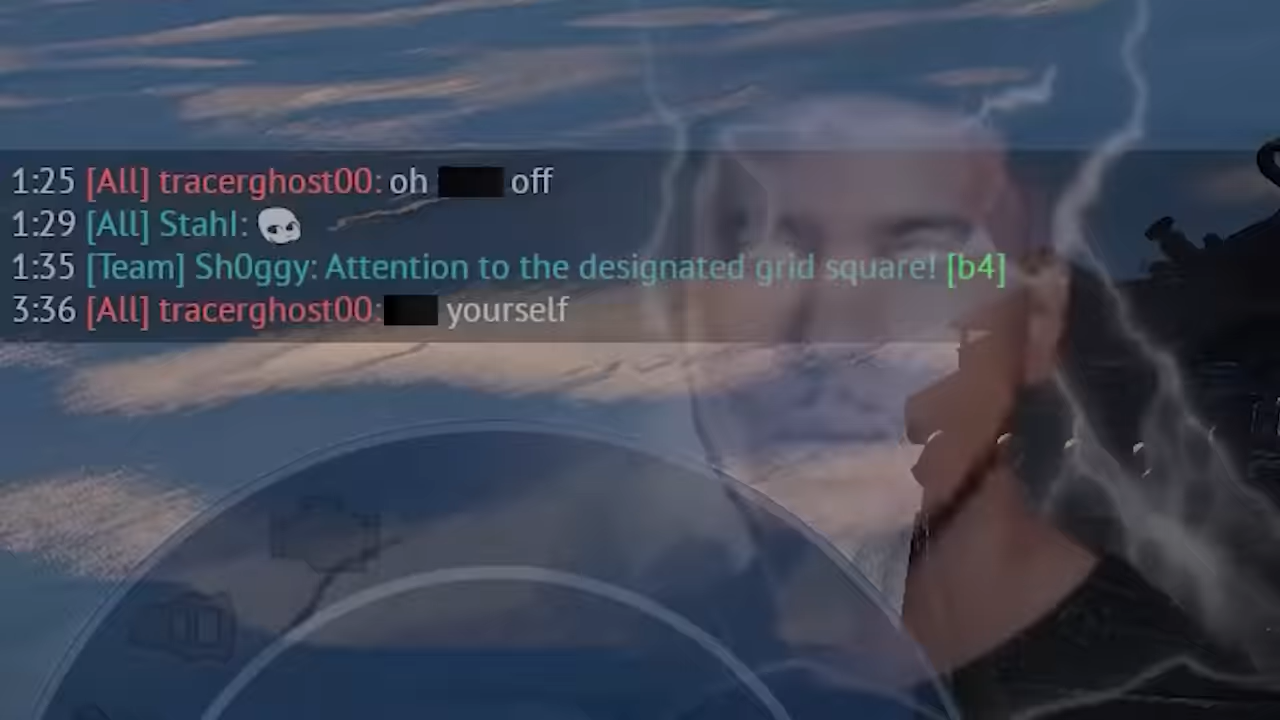 1:25 [All] tracerghost00: oh off
1:29 [All] Stahl:
1:35 [Team] Sh0ggy: Attention to the designated grid square! [b4]
3:36 [All] tracerghost00: yourself